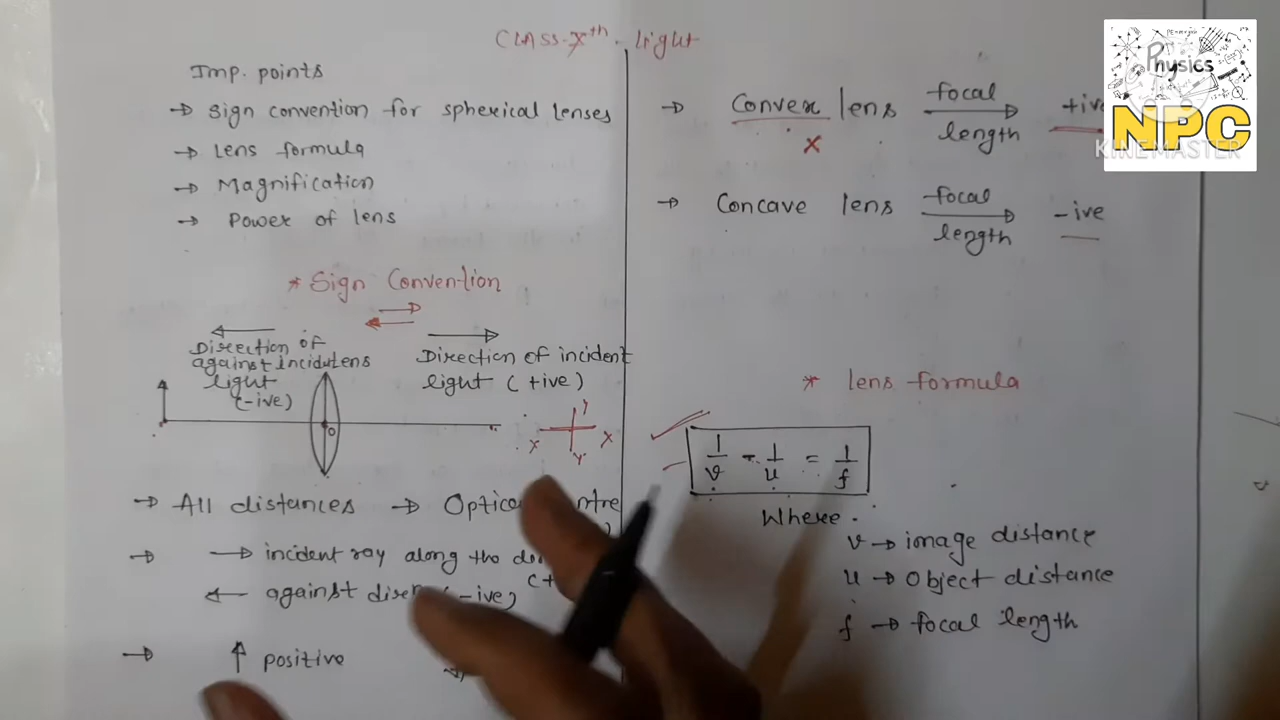 CLASS-Xth. light
Imp. points
→ Sign convention for spherical lenses
→ Lens formula
→ Magnification
→ Power of lens
* Sign Convention
← →
Direction of
against incident
light
(-ive)
lens
Direction of incident
light (+ive)
O
Y
X X
Y'
→ All distances →
→ → incident ray along the
← against (-ive)
→ ↑ positive
→ Convex lens focal length → +ive
X
→ Concave lens focal length → -ive
* lens formula
1/v - 1/u = 1/f
Where
v → image distance
u → Object distance
f → focal length
Physics
NPC
KINEMASTER